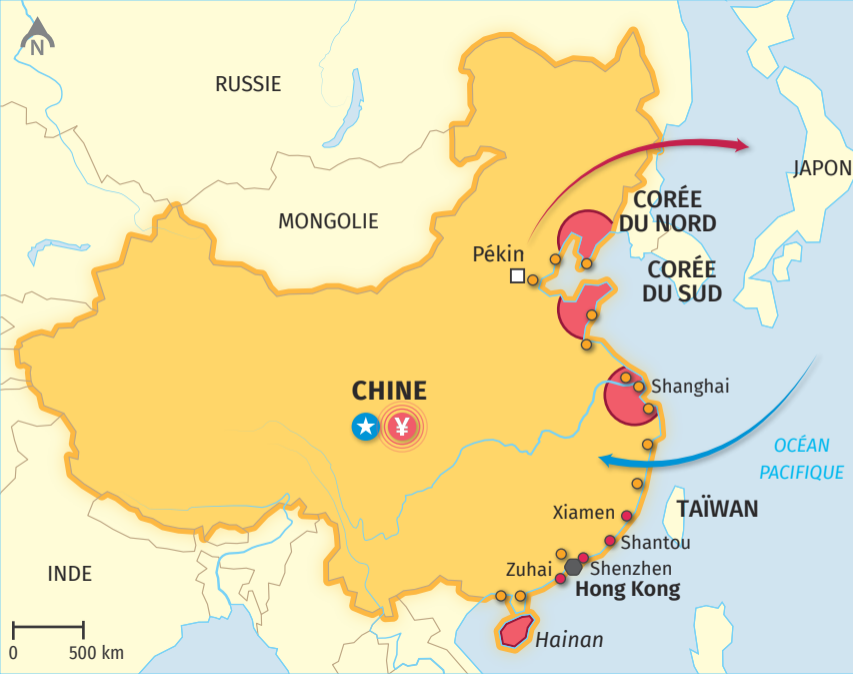 N
RUSSIE
JAPON
CORÉE
DU NORD
MONGOLIE
Pékin
CORÉE
DU SUD
CHINE
¥
Shanghai
OCÉAN
PACIFIQUE
TAÏWAN
Xiamen
Shantou
Zuhai
Shenzhen
Hong Kong
INDE
Hainan
0 500 km